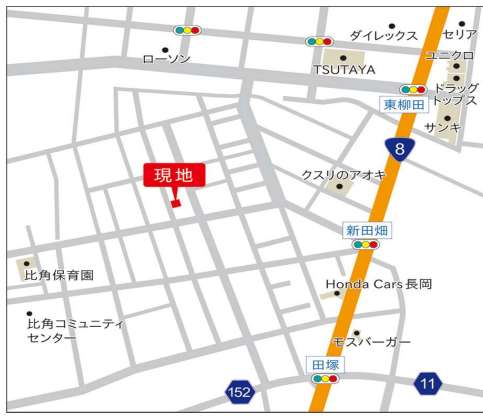 ダイレックス
セリア
ローソン
TSUTAYA
ユニクロ
ドラッグ
トップス
東柳田
サンキ
8
現地
クスリのアオキ
新田畑
比角保育園
Honda Cars 長岡
比角コミュニティ
センター
モスバーガー
田塚
152
11